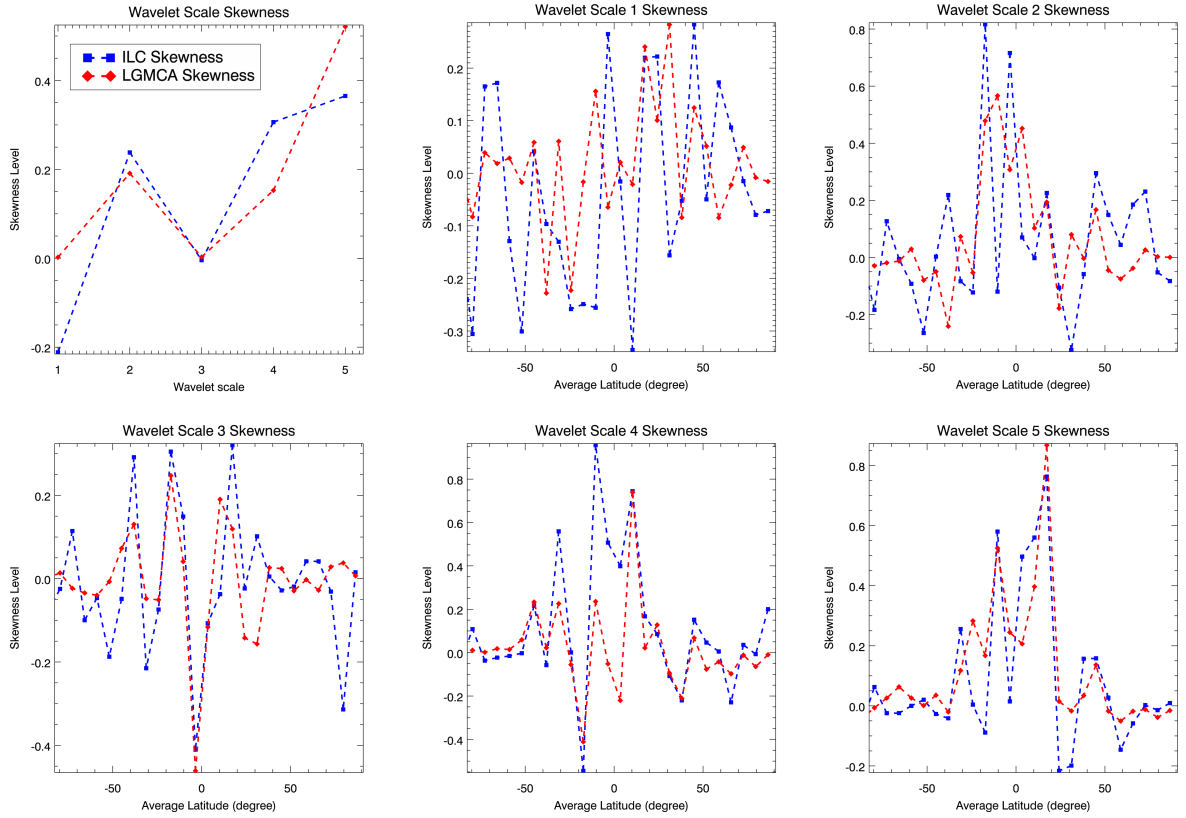 Wavelet Scale Skewness
Skewness Level
0.4
0.2
0.0
-0.2
1 2 3 4 5
Wavelet scale
ILC Skewness
LGMCA Skewness
Wavelet Scale 1 Skewness
Skewness Level
0.2
0.1
0.0
-0.1
-0.2
-0.3
-50 0 50
Average Latitude (degree)
Wavelet Scale 2 Skewness
Skewness Level
0.8
0.6
0.4
0.2
0.0
-0.2
-50 0 50
Average Latitude (degree)
Wavelet Scale 3 Skewness
Skewness Level
0.2
0.0
-0.2
-0.4
-50 0 50
Average Latitude (degree)
Wavelet Scale 4 Skewness
Skewness Level
0.8
0.6
0.4
0.2
0.0
-0.2
-0.4
-50 0 50
Average Latitude (degree)
Wavelet Scale 5 Skewness
Skewness Level
0.8
0.6
0.4
0.2
0.0
-0.2
-50 0 50
Average Latitude (degree)